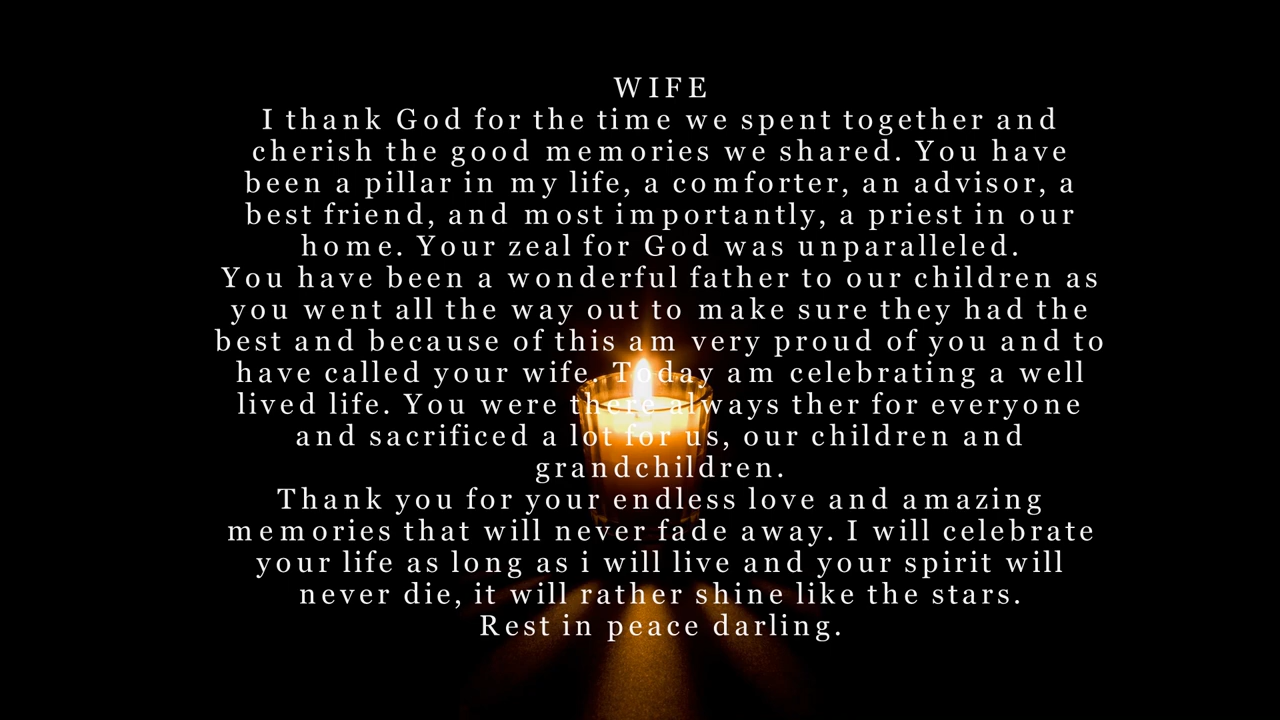 WIFE
I thank God for the time we spent together and
cherish the good memories we shared. You have
been a pillar in my life, a comforter, an advisor, a
best friend, and most importantly, a priest in our
home. Your zeal for God was unparalleled.
You have been a wonderful father to our children as
you went all the way out to make sure they had the
best and because of this am very proud of you and to
have called your wife. Today am celebrating a well
lived life. You were there always ther for everyone
and sacrificed a lot for us, our children and
grandchildren.
Thank you for your endless love and amazing
memories that will never fade away. I will celebrate
your life as long as i will live and your spirit will
never die, it will rather shine like the stars.
Rest in peace darling.